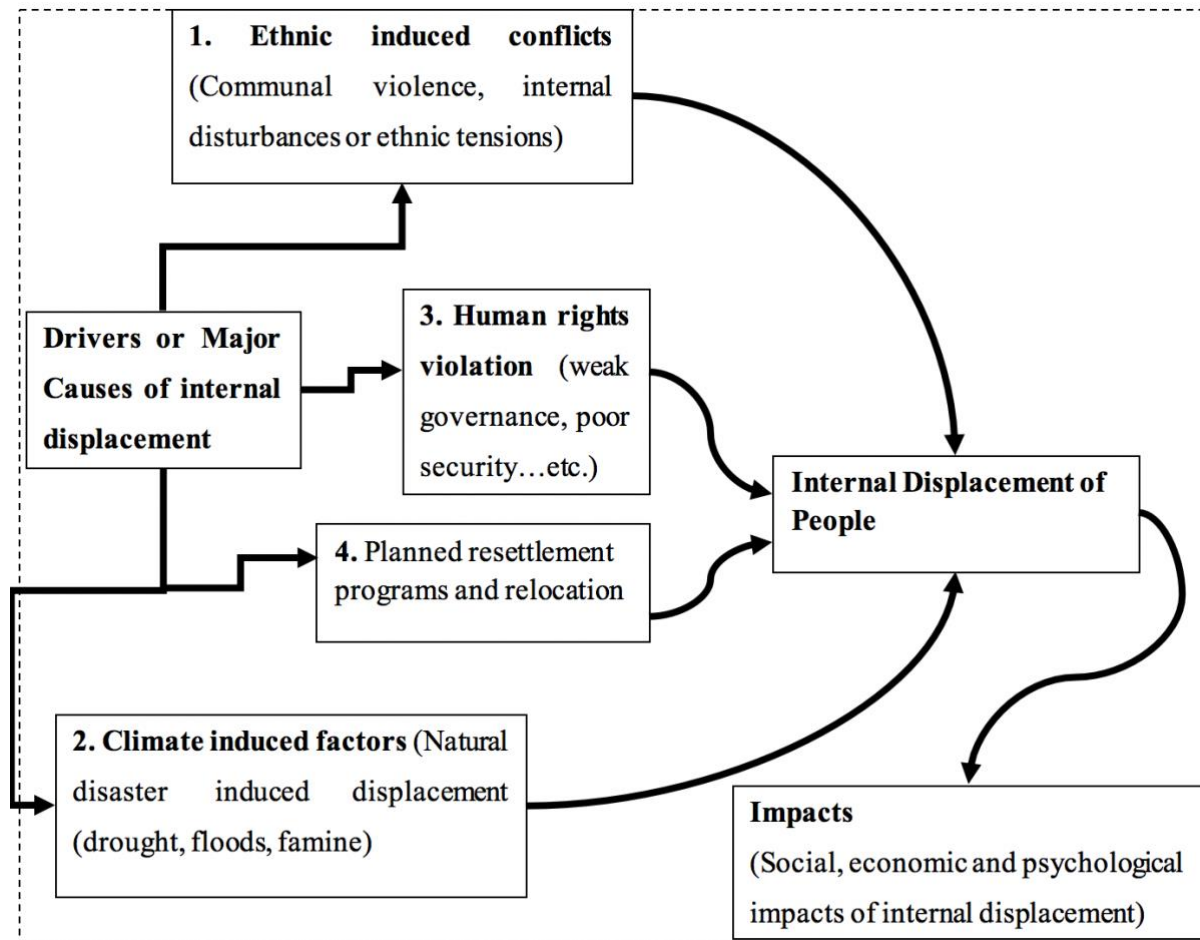 1. Ethnic induced conflicts
(Communal violence, internal
disturbances or ethnic tensions)
Drivers or Major
Causes of internal
displacement
3. Human rights
violation (weak
governance, poor
security…etc.)
Internal Displacement of
People
4. Planned resettlement
programs and relocation
2. Climate induced factors (Natural
disaster induced displacement
(drought, floods, famine)
Impacts
(Social, economic and psychological
impacts of internal displacement)